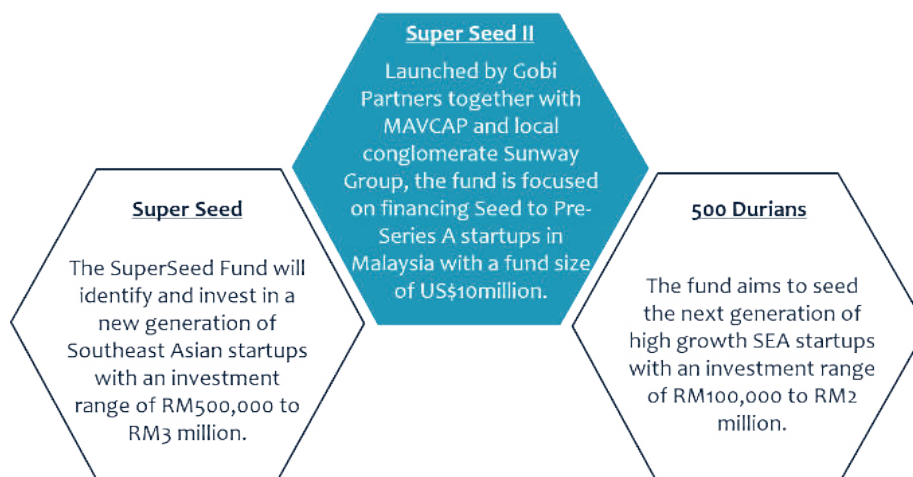 Super Seed II
Launched by Gobi
Partners together with
MAVCAP and local
conglomerate Sunway
Group, the fund is focused
on financing Seed to Pre-
Series A startups in
Malaysia with a fund size
of US$10million.
Super Seed
The SuperSeed Fund will
identify and invest in a
new generation of
Southeast Asian startups
with an investment
range of RM500,000 to
RM3 million.
500 Durians
The fund aims to seed
the next generation of
high growth SEA startups
with an investment range
of RM100,000 to RM2
million.